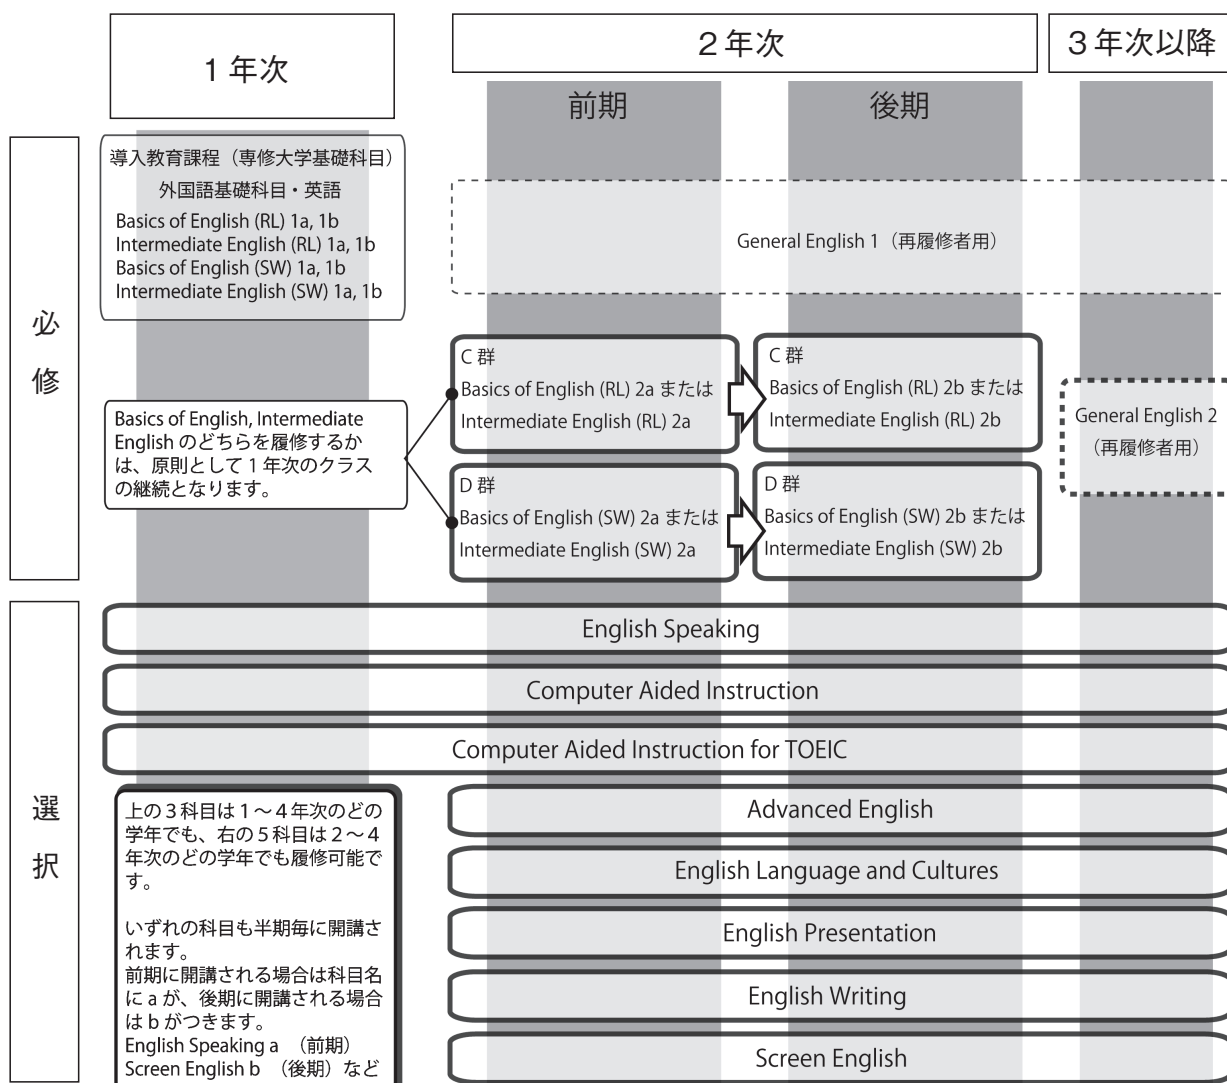 1年次
2年次
3年次以降
前期
後期
必修
導入教育課程（専修大学基礎科目）
外国語基礎科目・英語
Basics of English (RL) 1a, 1b
Intermediate English (RL) 1a, 1b
Basics of English (SW) 1a, 1b
Intermediate English (SW) 1a, 1b
General English 1（再履修者用）
Basics of English, Intermediate
English のどちらを履修するか
は、原則として1年次のクラス
の継続となります。
C 群
Basics of English (RL) 2a または
Intermediate English (RL) 2a
C 群
Basics of English (RL) 2b または
Intermediate English (RL) 2b
General English 2
（再履修者用）
D 群
Basics of English (SW) 2a または
Intermediate English (SW) 2a
D 群
Basics of English (SW) 2b または
Intermediate English (SW) 2b
選択
English Speaking
Computer Aided Instruction
Computer Aided Instruction for TOEIC
上の3科目は1〜4年次のどの
学年でも、右の5科目は2〜4
年次のどの学年でも履修可能で
す。
いずれの科目も半期毎に開講さ
れます。
前期に開講される場合は科目名
に a が、後期に開講される場合
は b がつきます。
English Speaking a （前期）
Screen English b （後期）など
Advanced English
English Language and Cultures
English Presentation
English Writing
Screen English